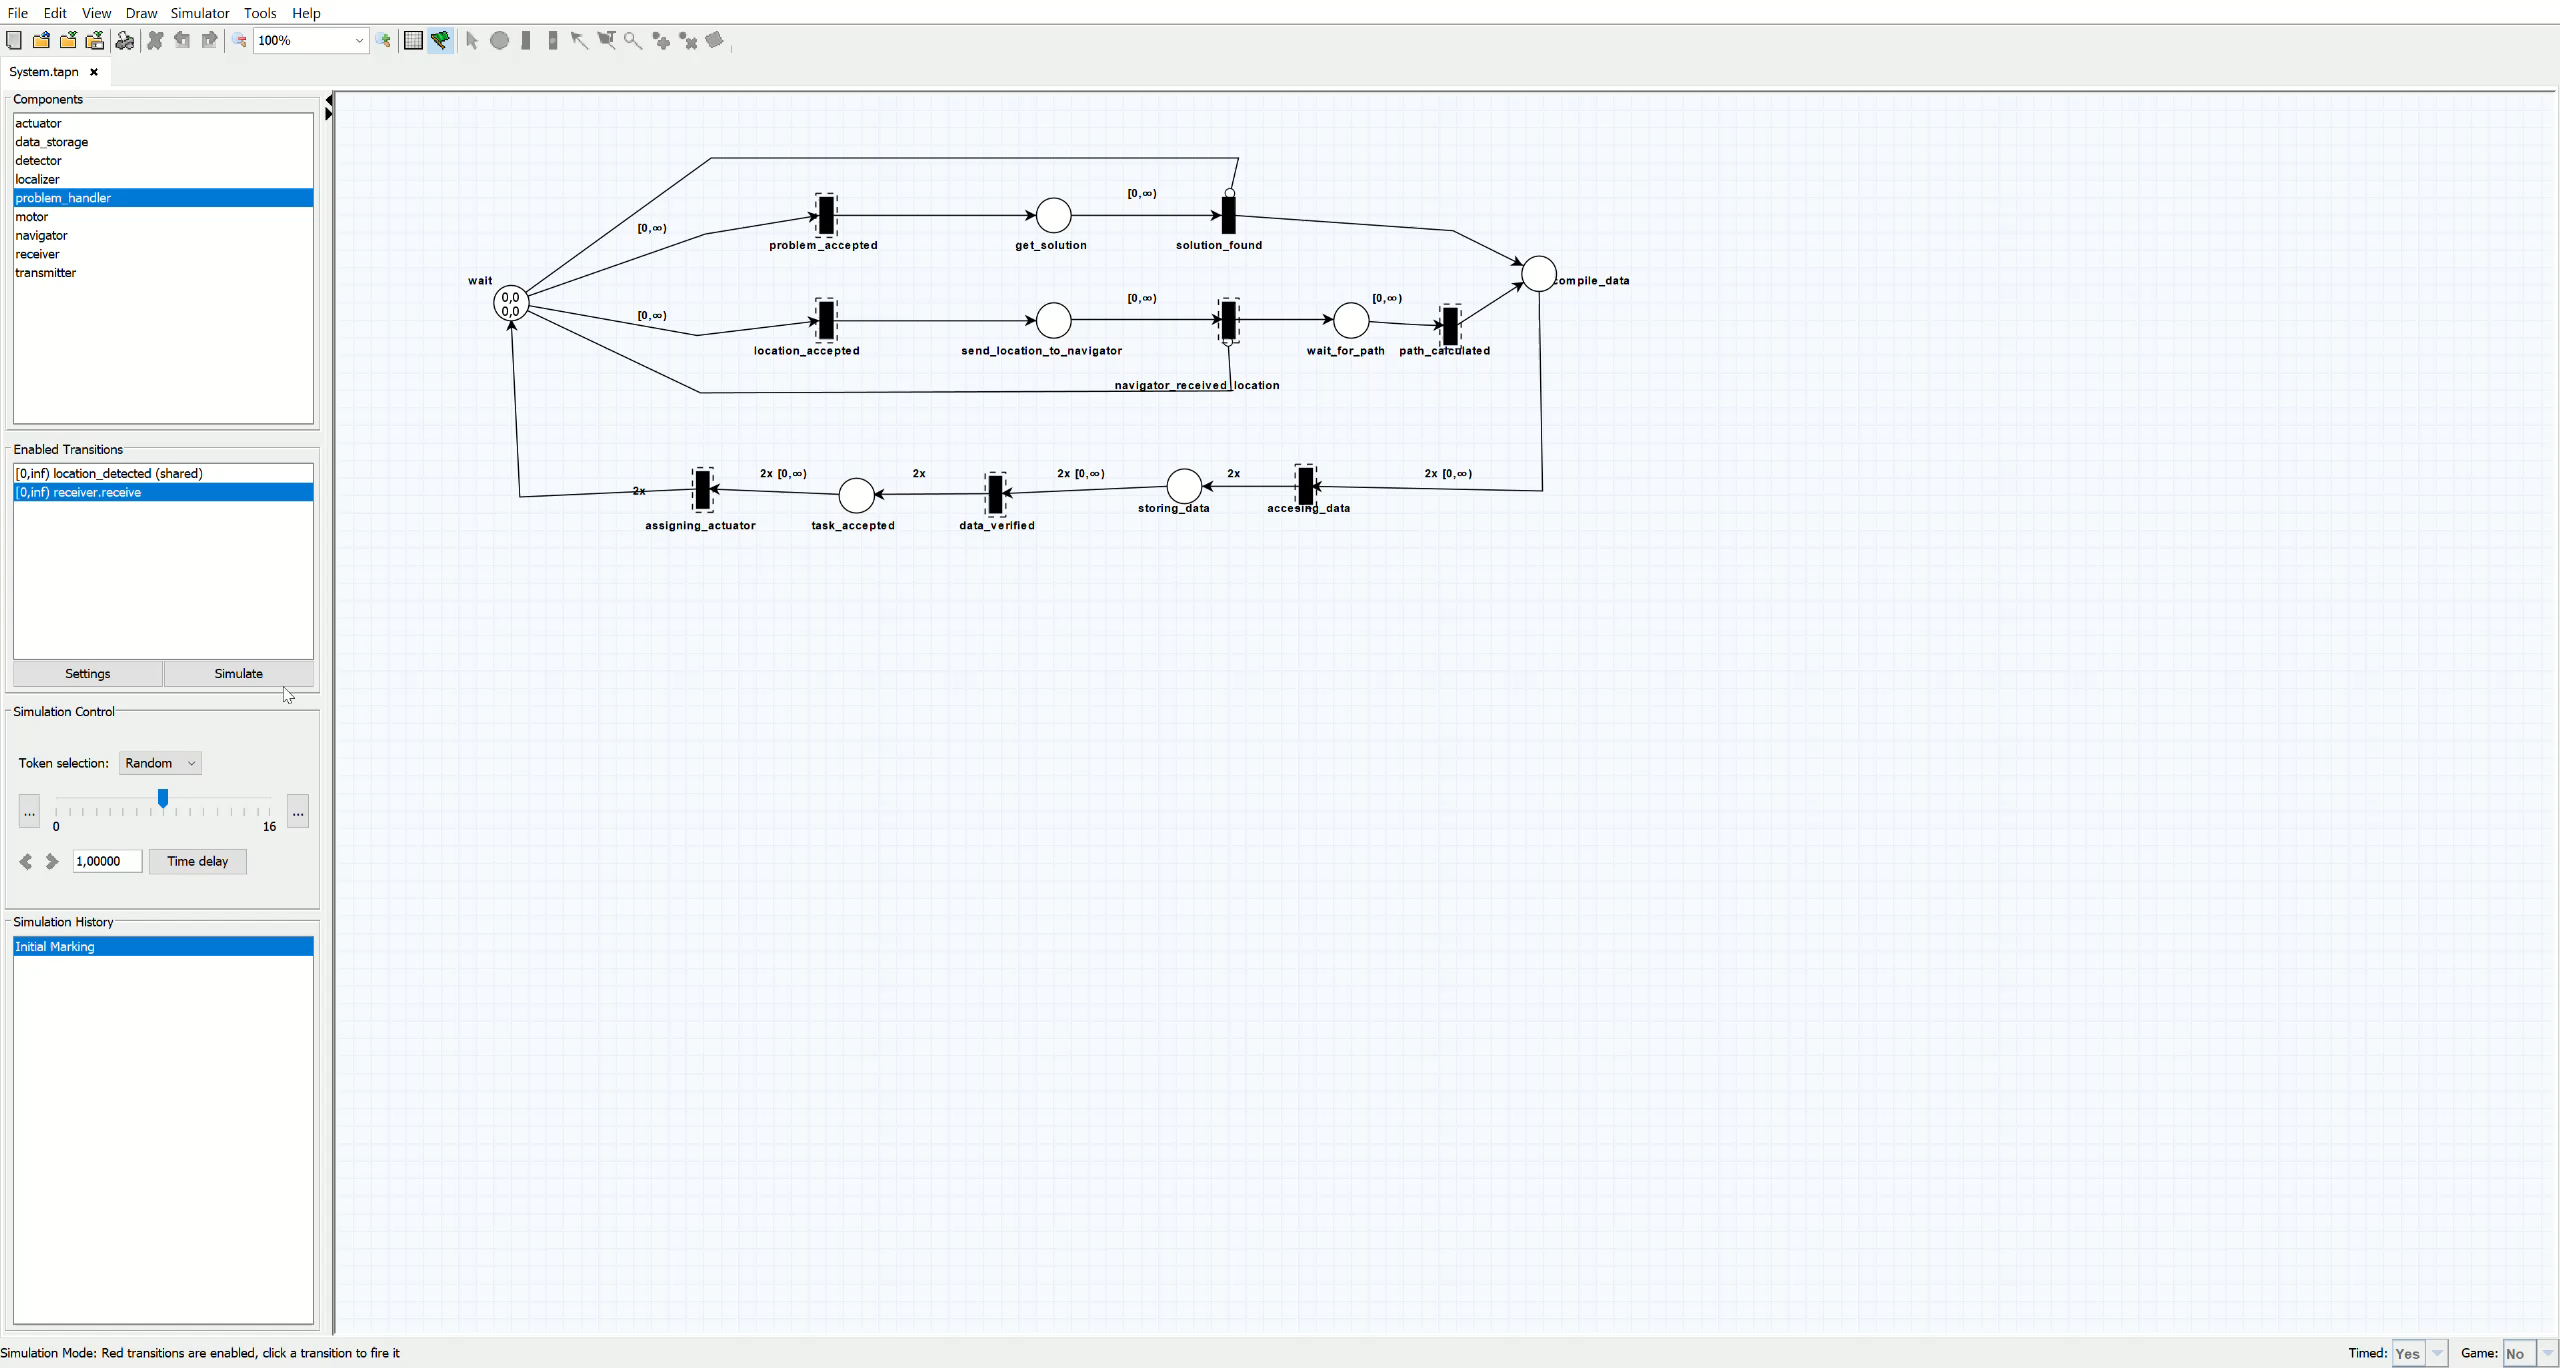 File Edit View Draw Simulator Tools Help
100%
System.tapn
Components
actuator
data_storage
detector
localizer
problem_handler
motor
navigator
receiver
transmitter
Enabled Transitions
[0,inf) location_detected (shared)
[0,inf) receiver.receive
Settings Simulate
Simulation Control
Token selection: Random
... ...
0 16
1,00000 Time delay
Simulation History
Initial Marking
[0,∞)
[0,∞)
problem_accepted get_solution solution_found
wait
compile_data
0,0
0,0
[0,∞) [0,∞) [0,∞)
location_accepted send_location_to_navigator wait_for_path path_calculated
navigator_received_location
2x 2x [0,∞) 2x 2x [0,∞) 2x 2x [0,∞)
storing_data accesing_data
assigning_actuator task_accepted data_verified
Simulation Mode: Red transitions are enabled, click a transition to fire it
Timed: Yes Game: No